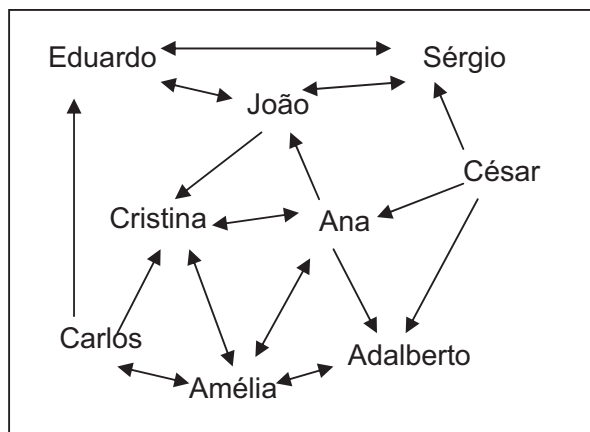 Eduardo
Sérgio
João
César
Cristina
Ana
Carlos
Adalberto
Amélia